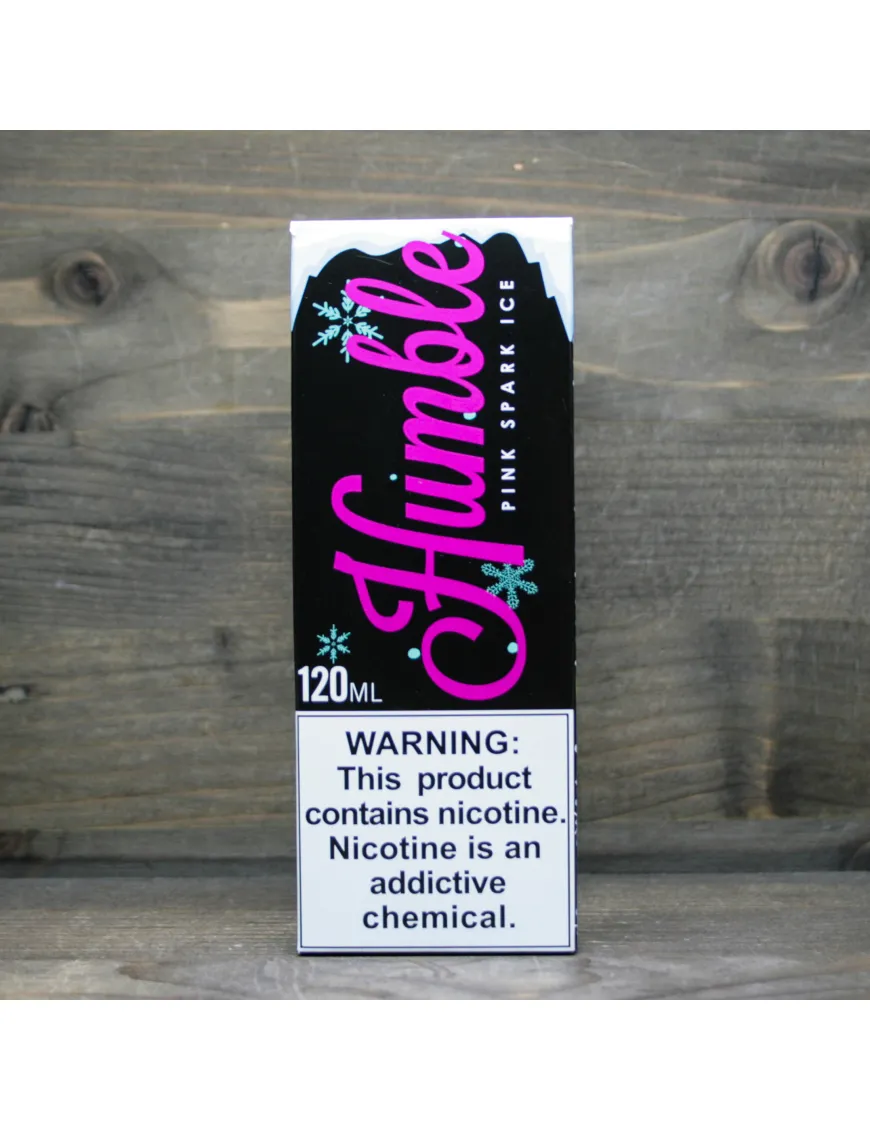 Humble
PINK SPARK ICE
120ML
WARNING:
This product
contains nicotine.
Nicotine is an
addictive
chemical.